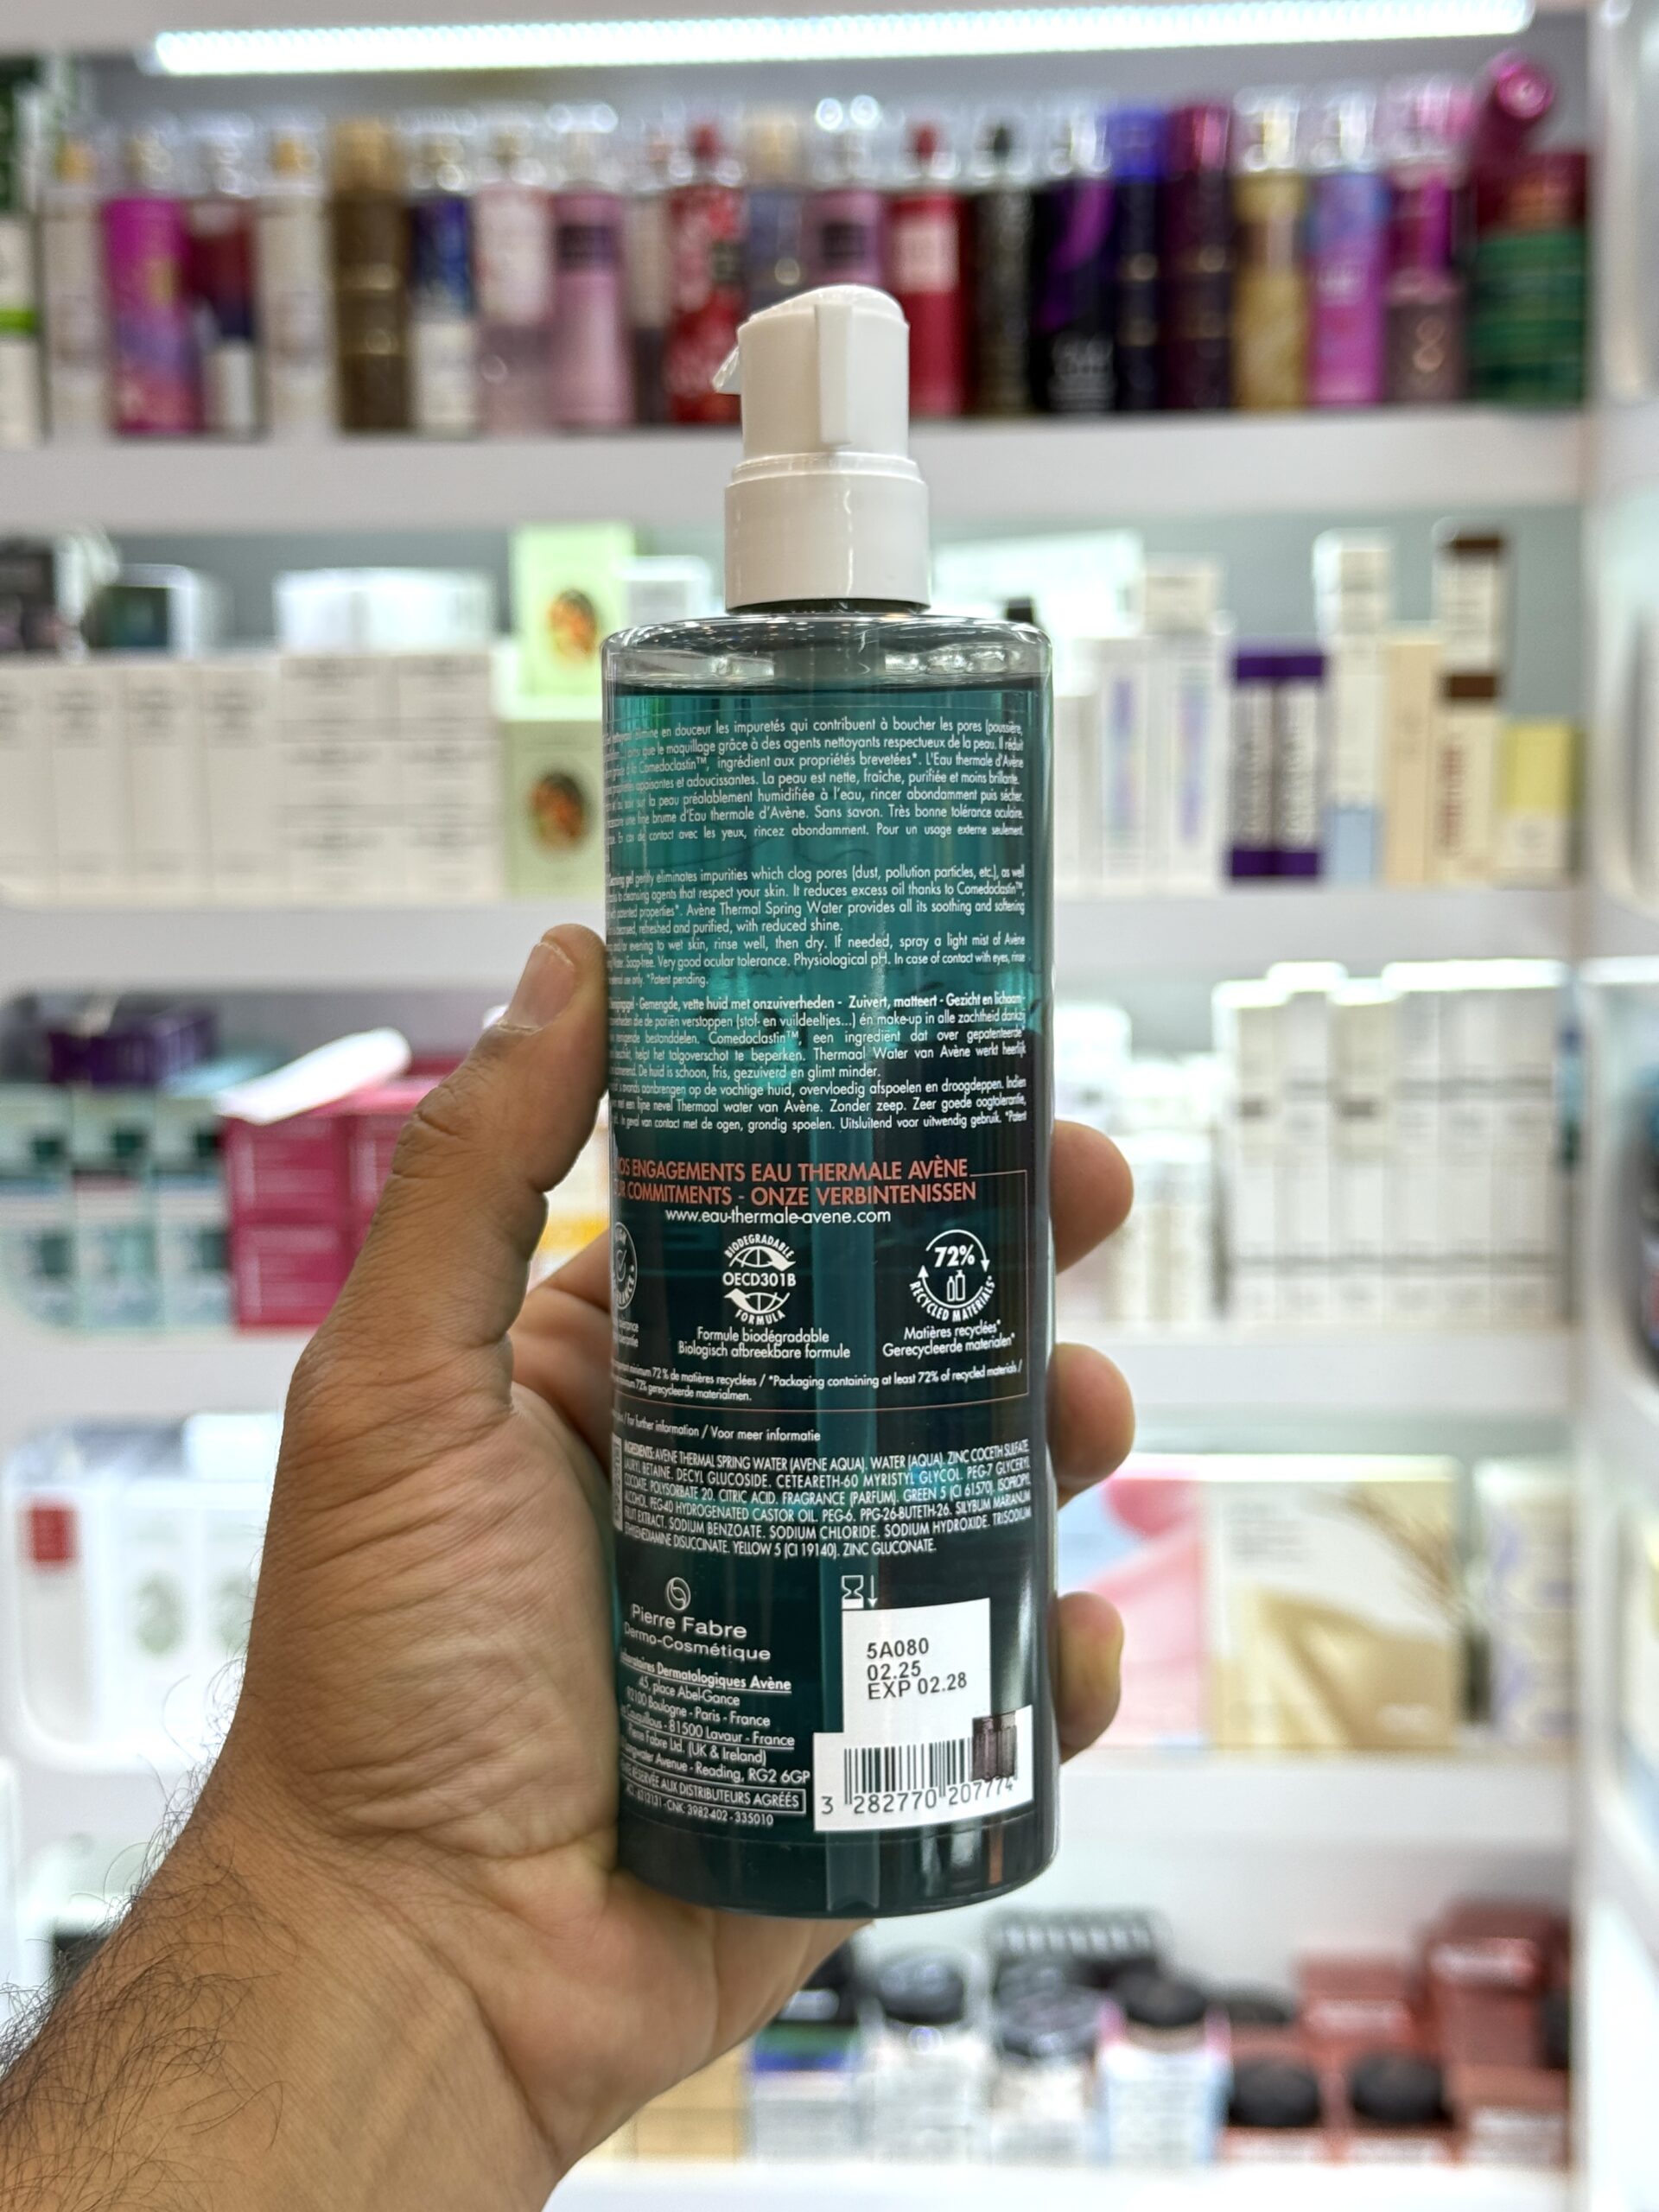 en douceur les impuretés qui contribuent à boucher les pores (poussière,
que le maquillage grâce à des agents nettoyants respectueux de la peau. Il réduit
Comedoclastin™, ingrédient aux propriétés brevetées*. L'Eau thermale d'Avène
apaisantes et adoucissantes. La peau est nette, fraîche, purifiée et moins brillante.
sur la peau préalablement humidifiée à l'eau, rincer abondamment puis sécher.
une fine brume d'Eau thermale d'Avène. Sans savon. Très bonne tolérance oculaire.
En cas de contact avec les yeux, rincez abondamment. Pour un usage externe seulement.
Cleansing gel gently eliminates impurities which clog pores (dust, pollution particles, etc.), as well
to cleansing agents that respect your skin. It reduces excess oil thanks to Comedoclastin™,
with patented properties*. Avène Thermal Spring Water provides all its soothing and softening
cleansed, refreshed and purified, with reduced shine.
and/or evening to wet skin, rinse well, then dry. If needed, spray a light mist of Avène
Water. Soap-free. Very good ocular tolerance. Physiological pH. In case of contact with eyes, rinse
use only. *Patent pending.
Gemengde, vette huid met onzuiverheden - Zuivert, matteert - Gezicht en lichaam -
die de poriën verstoppen (stof- en vuildeeltjes...) én make-up in alle zachtheid dankzij
reinigende bestanddelen. Comedoclastin™, een ingrediënt dat over gepatenteerde
helpt het talgoverschot te beperken. Thermaal Water van Avène werkt heerlijk
De huid is schoon, fris, gezuiverd en glimt minder.
aanbrengen op de vochtige huid, overvloedig afspoelen en droogdeppen. Indien
met een fijne nevel Thermaal water van Avène. Zonder zeep. Zeer goede oogtolerantie.
In geval van contact met de ogen, grondig spoelen. Uitsluitend voor uitwendig gebruik. *Patent
NOS ENGAGEMENTS EAU THERMALE AVÈNE
OUR COMMITMENTS - ONZE VERBINTENISSEN
www.eau-thermale-avene.com
BIODEGRADABLE
OECD301B
FORMULA
72%
RECYCLED MATERIALS*
Formule biodégradable
Biologisch afbreekbare formule
Matières recyclées*
Gerecycleerde materialen*
minimum 72 % de matières recyclées / *Packaging containing at least 72% of recycled materials /
72% gerecycleerde materialmen.
/ For further information / Voor meer informatie
INGREDIENTS: AVENE THERMAL SPRING WATER (AVENE AQUA). WATER (AQUA). ZINC COCETH SULFATE.
LAURYL BETAINE. DECYL GLUCOSIDE. CETEARETH-60 MYRISTYL GLYCOL. PEG-7 GLYCERYL
COCOATE. POLYSORBATE 20. CITRIC ACID. FRAGRANCE (PARFUM). GREEN 5 (CI 61570). ISOPROPYL
ALCOHOL. PEG-40 HYDROGENATED CASTOR OIL. PEG-6. PPG-26-BUTETH-26. SILYBUM MARIANUM
FRUIT EXTRACT. SODIUM BENZOATE. SODIUM CHLORIDE. SODIUM HYDROXIDE. TRISODIUM
ETHYLENEDIAMINE DISUCCINATE. YELLOW 5 (CI 19140). ZINC GLUCONATE.
Pierre Fabre
Dermo-Cosmétique
Laboratoires Dermatologiques Avène
45, place Abel-Gance
92100 Boulogne - Paris - France
81500 Lavaur - France
Pierre Fabre Ltd. (UK & Ireland)
Avenue - Reading, RG2 6GP
RÉSERVÉE AUX DISTRIBUTEURS AGRÉÉS
CNK: 3982-402 - 335010
5A080
02.25
EXP 02.28
3 282770 207774